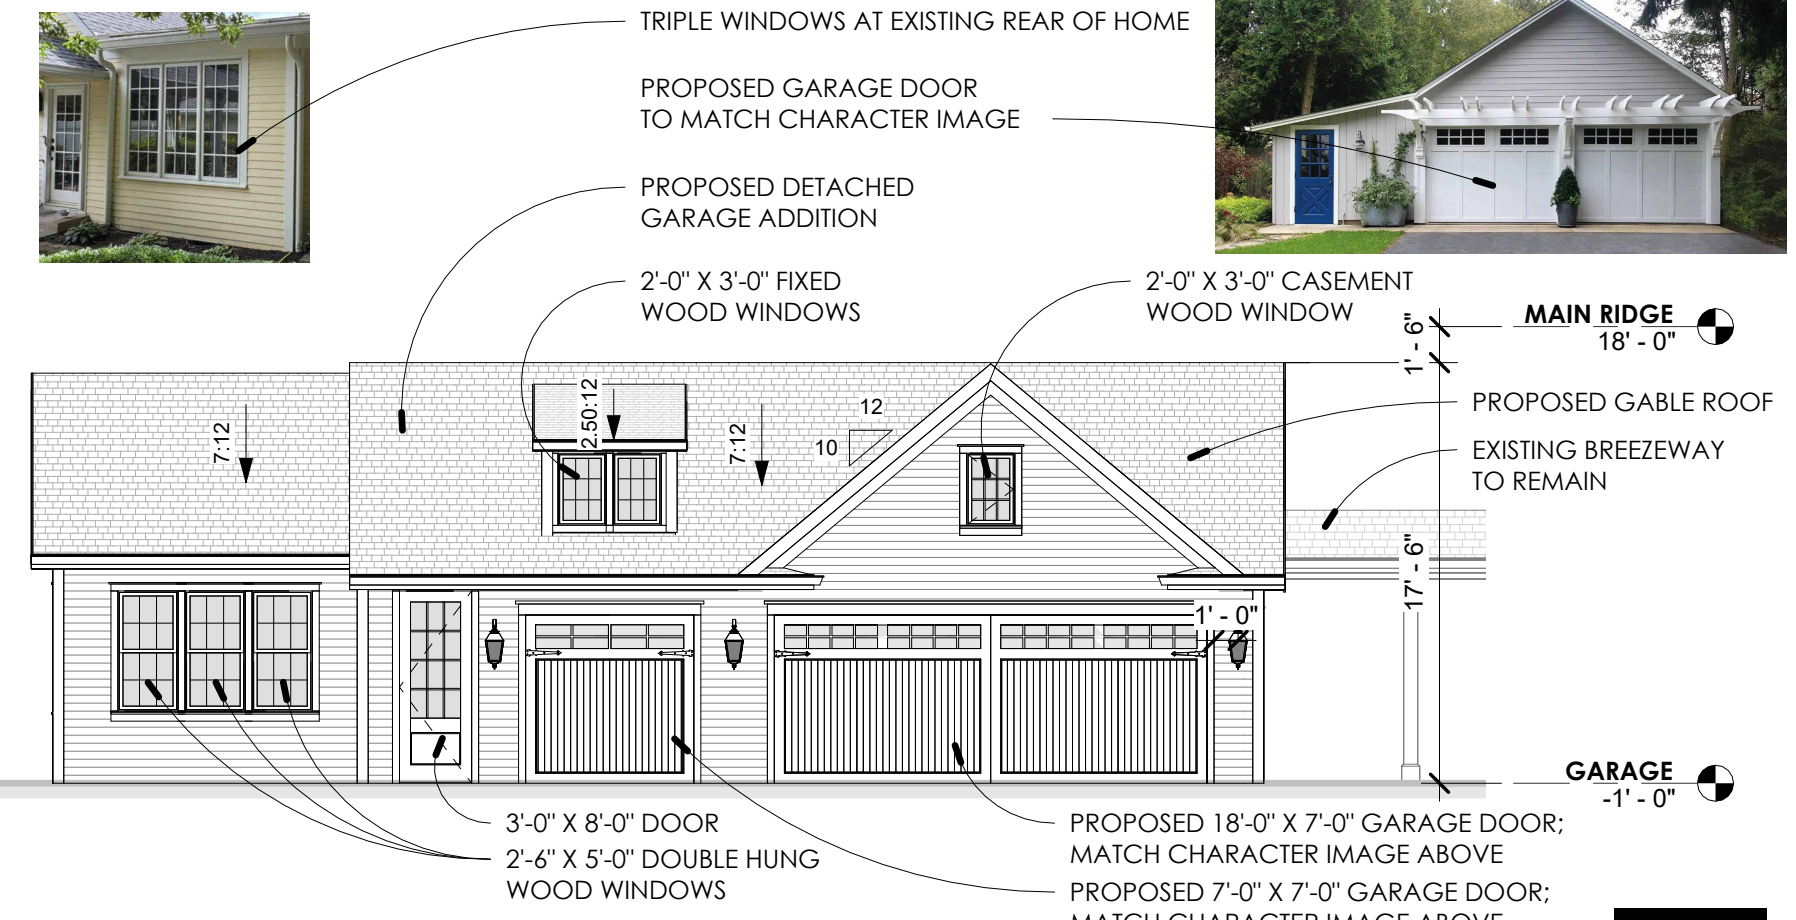 TRIPLE WINDOWS AT EXISTING REAR OF HOME
PROPOSED GARAGE DOOR
TO MATCH CHARACTER IMAGE
PROPOSED DETACHED
GARAGE ADDITION
2'-0" X 3'-0" FIXED
WOOD WINDOWS
2'-0" X 3'-0" CASEMENT
WOOD WINDOW
1' - 6"
MAIN RIDGE
18' - 0"
PROPOSED GABLE ROOF
EXISTING BREEZEWAY
TO REMAIN
7:12
2.50:12
7:12
12
10
17' - 6"
1' - 0"
GARAGE
-1' - 0"
3'-0" X 8'-0" DOOR
2'-6" X 5'-0" DOUBLE HUNG
WOOD WINDOWS
PROPOSED 18'-0" X 7'-0" GARAGE DOOR;
MATCH CHARACTER IMAGE ABOVE
PROPOSED 7'-0" X 7'-0" GARAGE DOOR;
MATCH CHARACTER IMAGE ABOVE